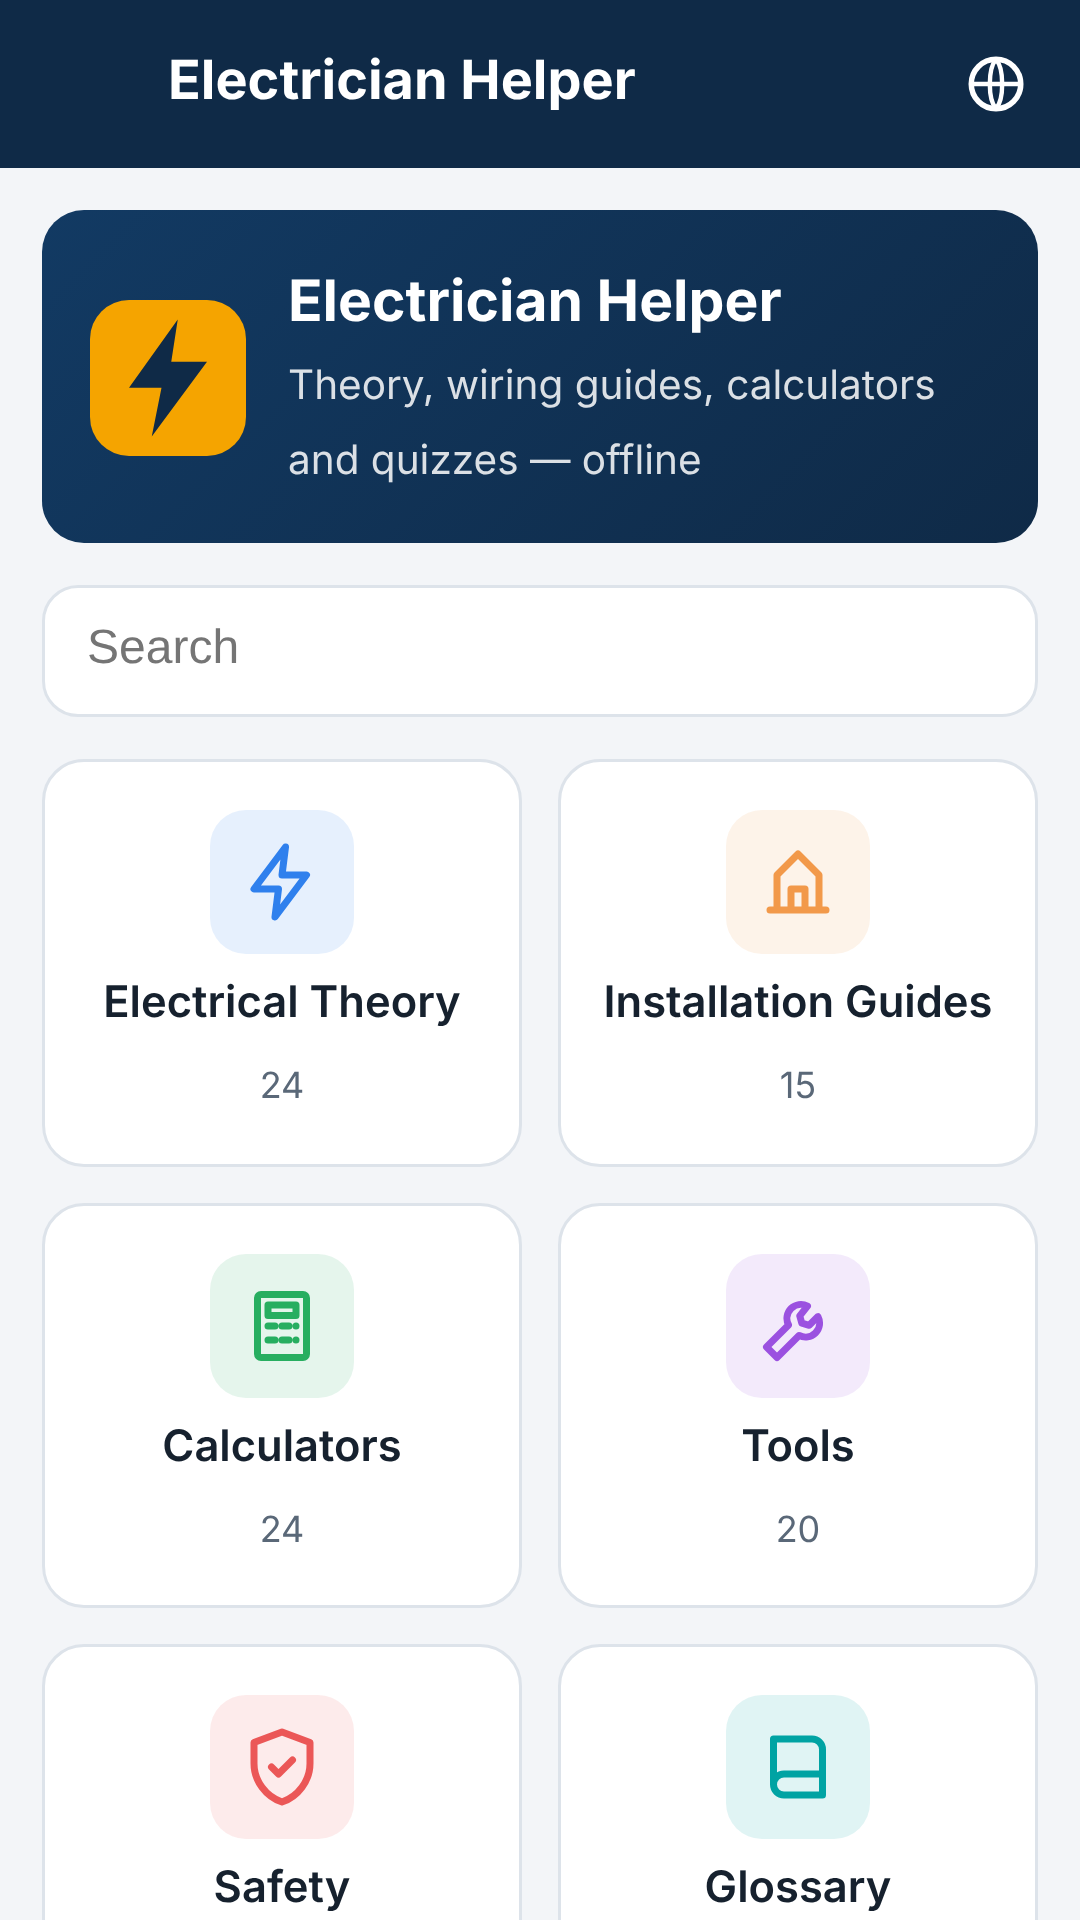 Electrician Helper
Electrician Helper
Theory, wiring guides, calculators
and quizzes — offline
Search
Electrical Theory
24
Installation Guides
15
Calculators
24
Tools
20
Safety
Glossary